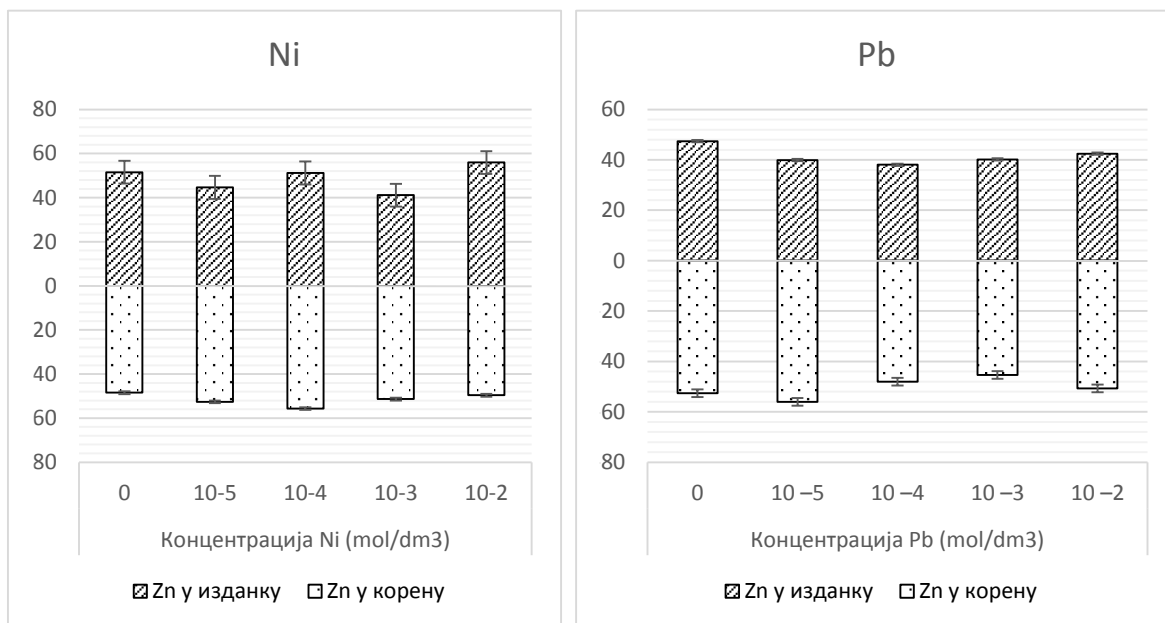 Ni
80
60
40
20
0
20
40
60
80
0 10-5 10-4 10-3 10-2
Концентрација Ni (mol/dm3)
Zn у изданку Zn у корену
Pb
60
40
20
0
20
40
60
80
0 10 –5 10 –4 10 –3 10 –2
Концентрација Pb (mol/dm3)
Zn у изданку Zn у корену